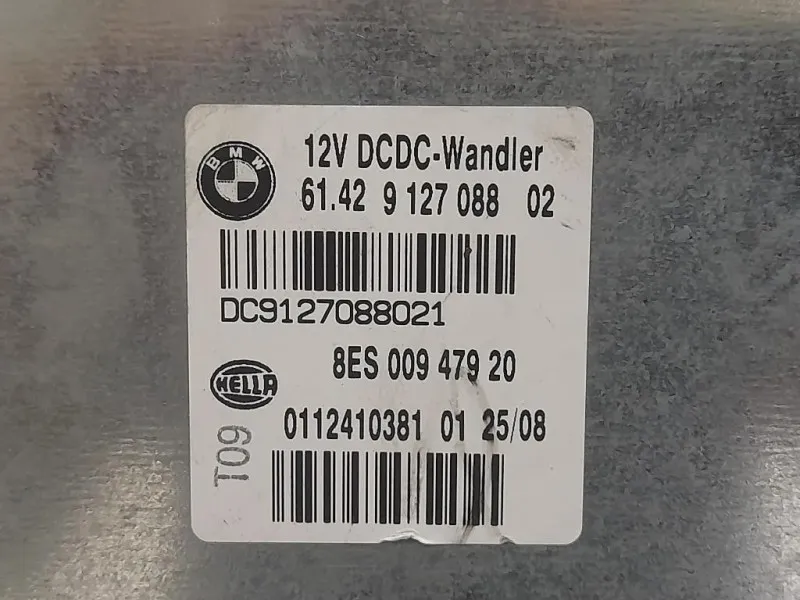 BMW
12V DCDC-Wandler
61.42 9 127 088 02
DC9127088021
HELLA
8ES 009 479 20
0112410381 01 25/08
T09